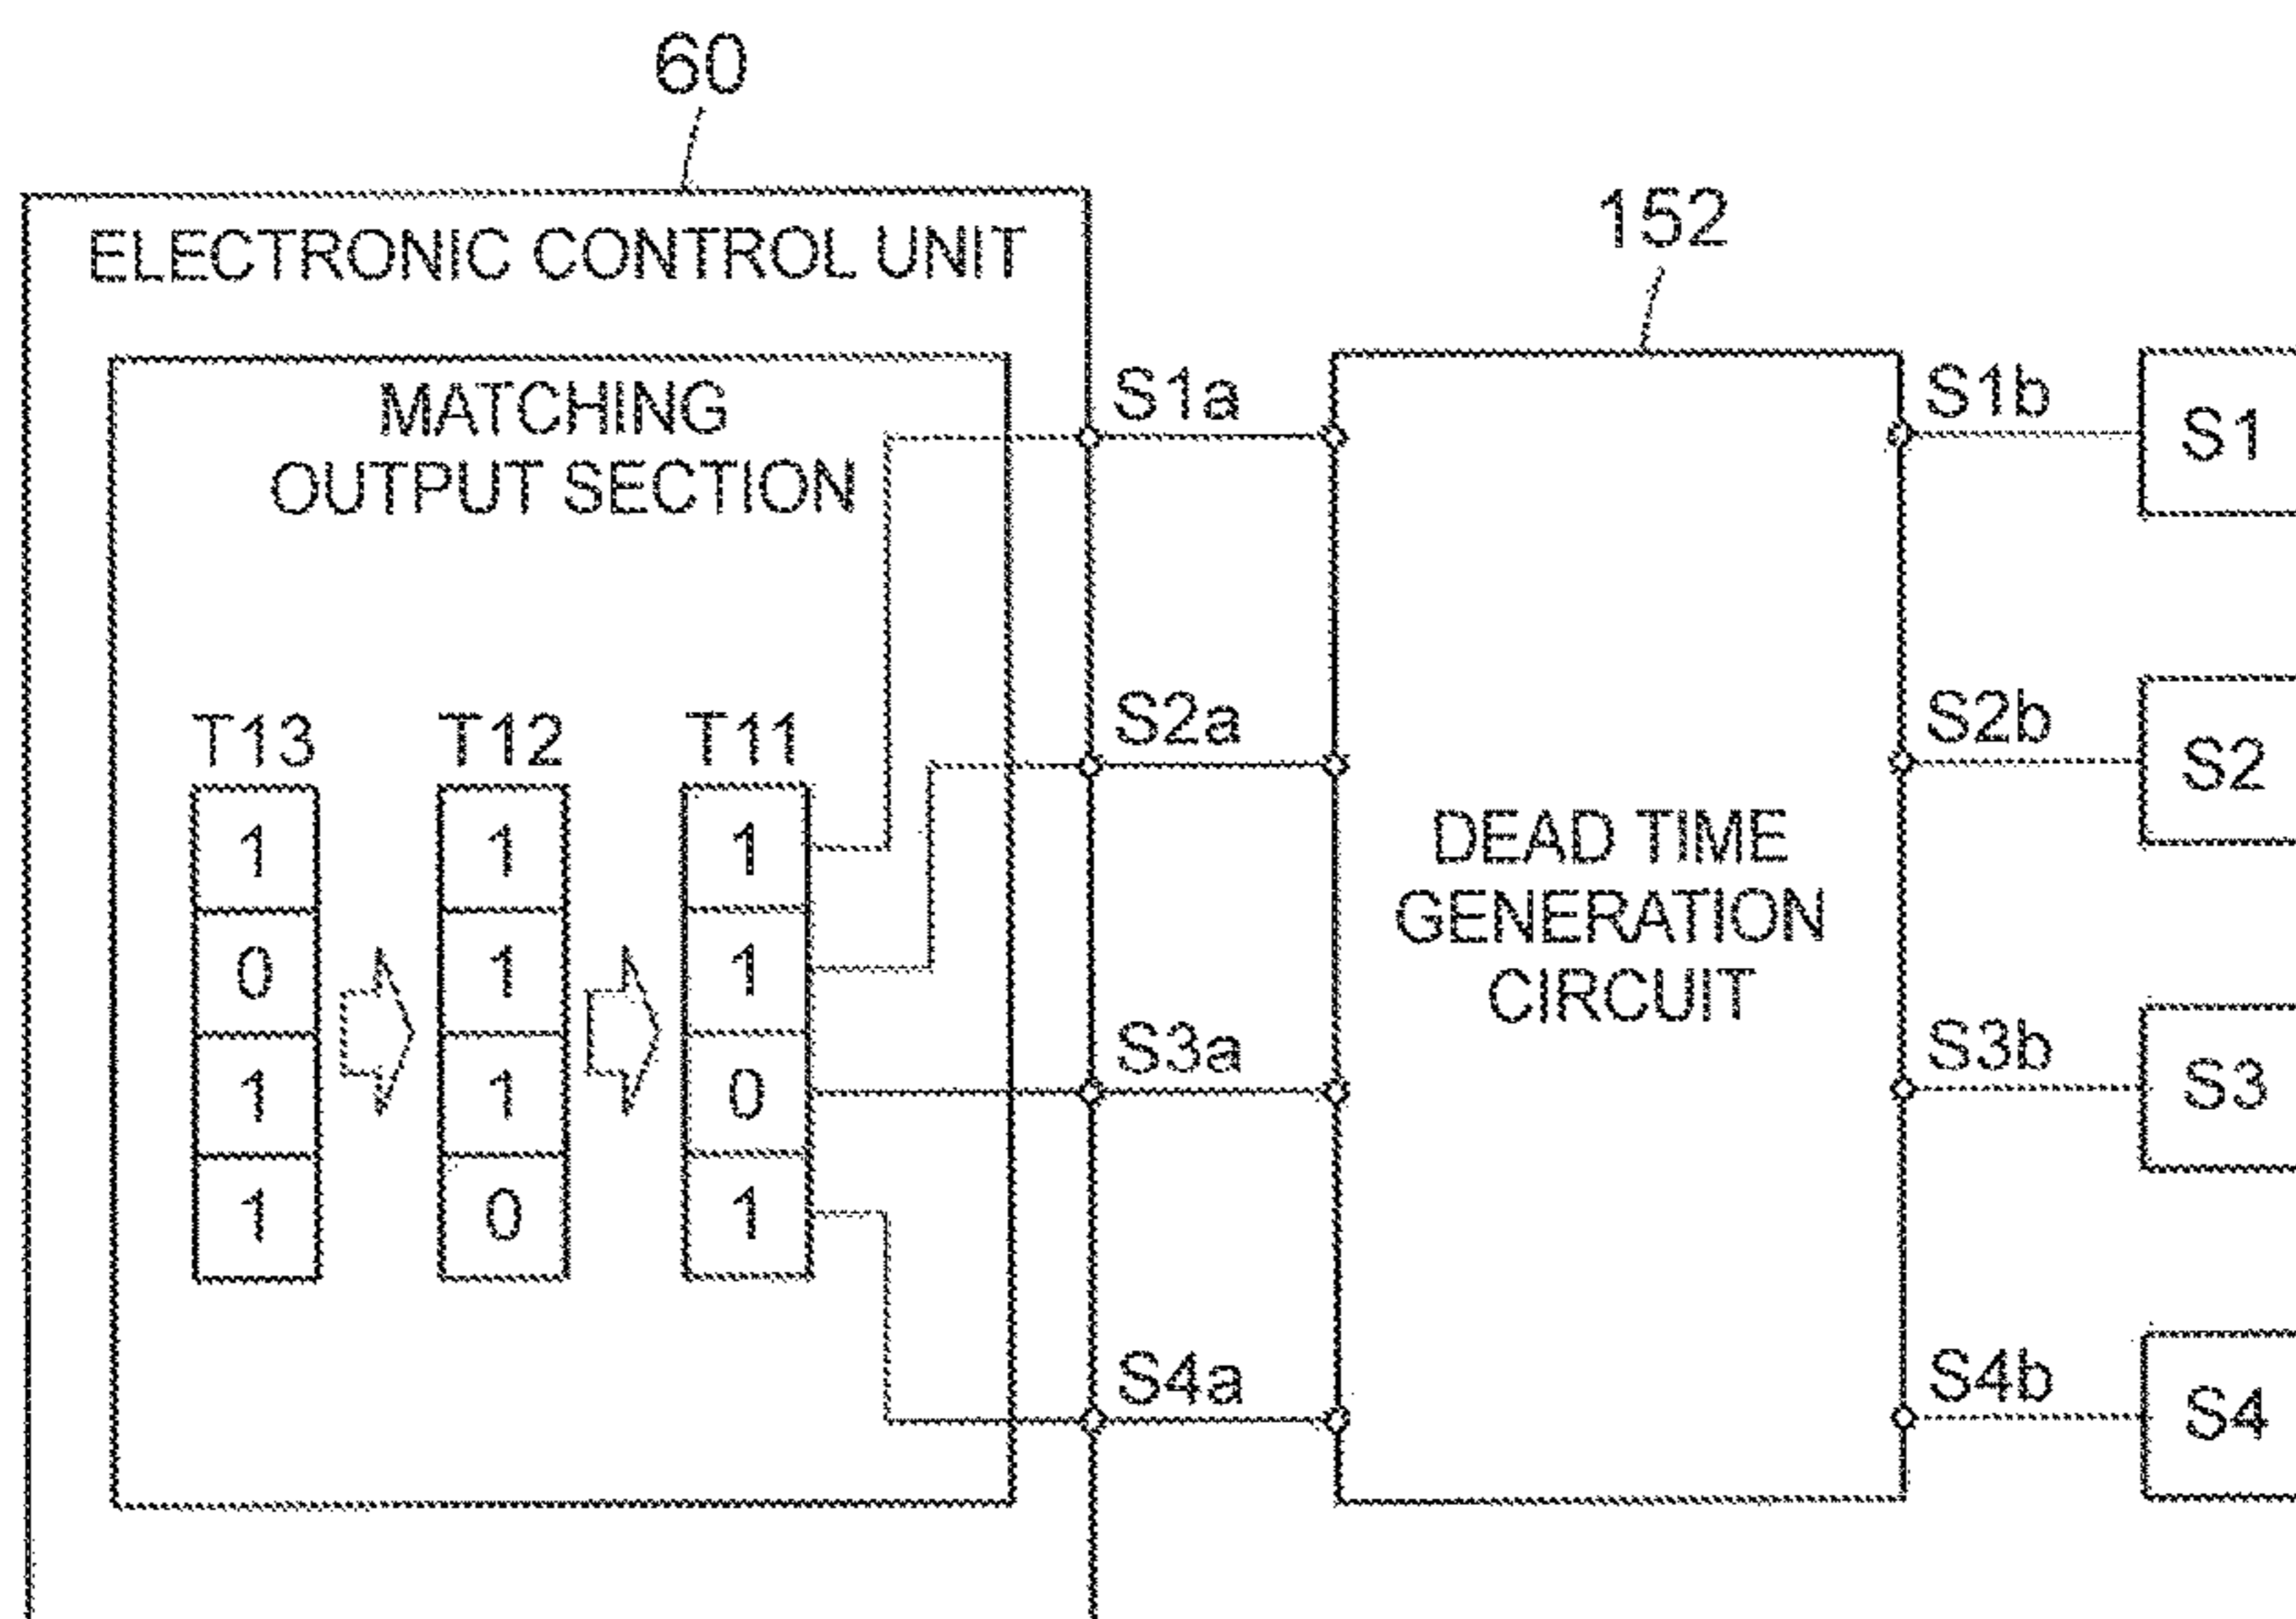 60
152
ELECTRONIC CONTROL UNIT
MATCHING
OUTPUT SECTION
S1a
S1b
S1
T13
T12
T11
S2a
S2b
S2
1
1
1
0
1
1
1
1
0
1
0
1
DEAD TIME
GENERATION
CIRCUIT
S3a
S3b
S3
S4a
S4b
S4